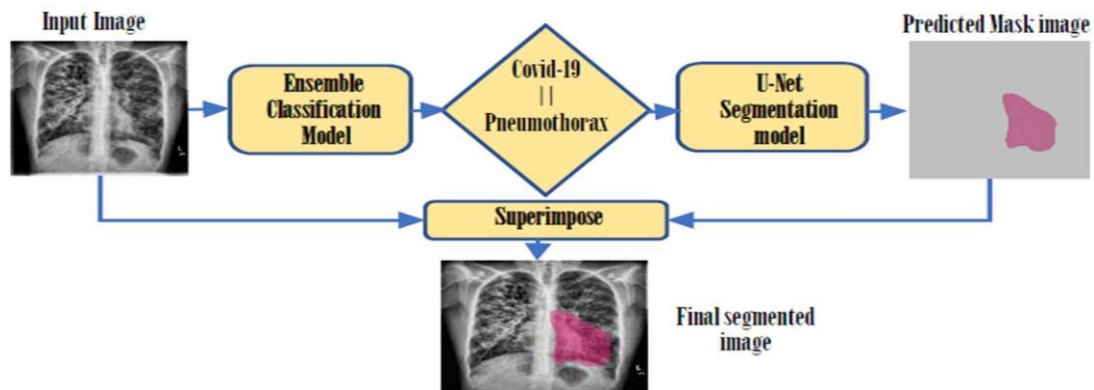 Input Image
Predicted Mask image
Ensemble
Classification
Model
Covid-19
||
Pneumothorax
U-Net
Segmentation
model
Superimpose
Final segmented
image